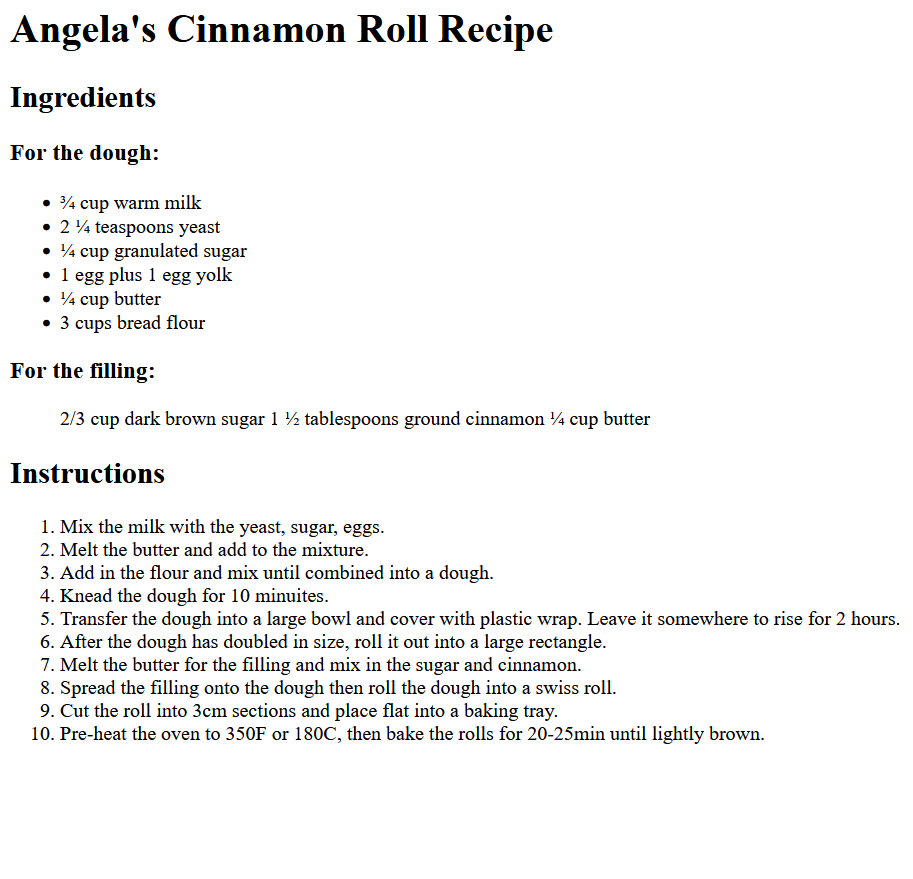 Angela's Cinnamon Roll Recipe
Ingredients
For the dough:
• ¾ cup warm milk
• 2 ¼ teaspoons yeast
• ¼ cup granulated sugar
• 1 egg plus 1 egg yolk
• ¼ cup butter
• 3 cups bread flour
For the filling:
2/3 cup dark brown sugar 1 ½ tablespoons ground cinnamon ¼ cup butter
Instructions
1. Mix the milk with the yeast, sugar, eggs.
2. Melt the butter and add to the mixture.
3. Add in the flour and mix until combined into a dough.
4. Knead the dough for 10 minuites.
5. Transfer the dough into a large bowl and cover with plastic wrap. Leave it somewhere to rise for 2 hours.
6. After the dough has doubled in size, roll it out into a large rectangle.
7. Melt the butter for the filling and mix in the sugar and cinnamon.
8. Spread the filling onto the dough then roll the dough into a swiss roll.
9. Cut the roll into 3cm sections and place flat into a baking tray.
10. Pre-heat the oven to 350F or 180C, then bake the rolls for 20-25min until lightly brown.